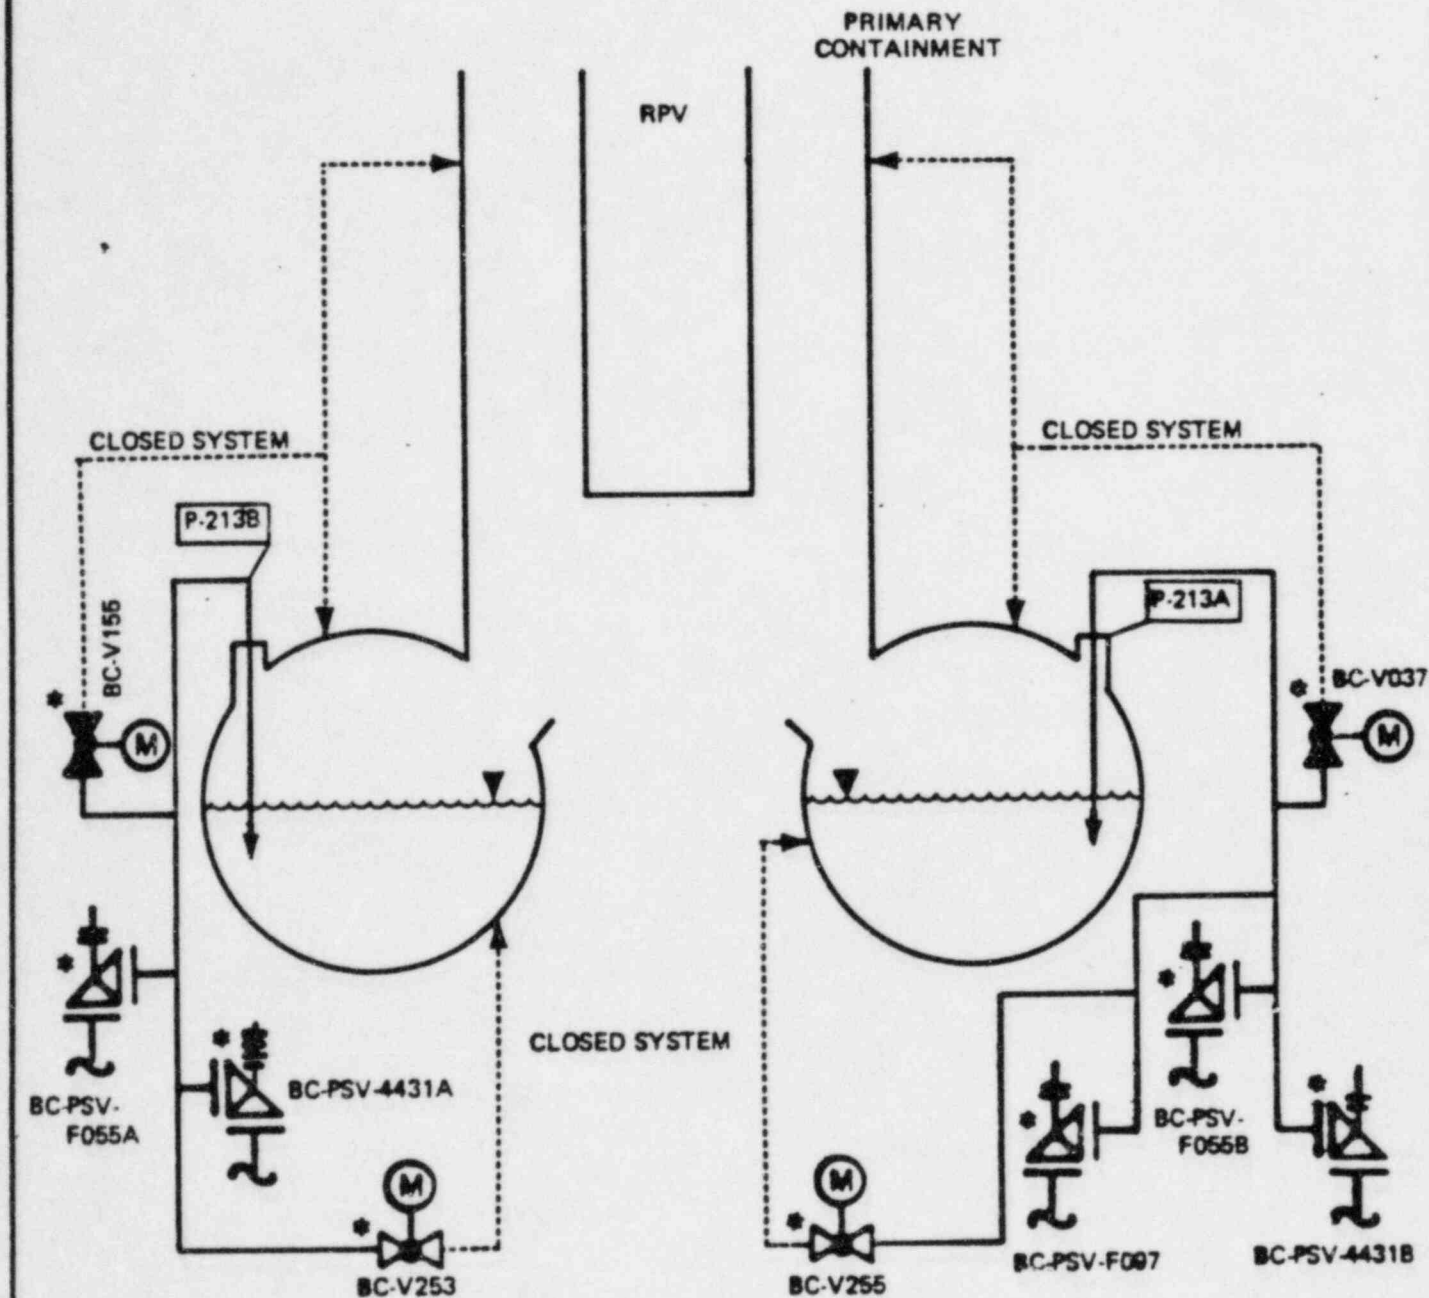 PRIMARY
CONTAINMENT
RPV
CLOSED SYSTEM
CLOSED SYSTEM
P-213B
P-213A
BC-V155
*
M
BC-V037
*
M
*
BC-PSV-
F055A
*
BC-PSV-4431A
CLOSED SYSTEM
*
BC-PSV-
F055B
M
*
BC-V253
M
*
BC-V255
*
BC-PSV-F097
*
BC-PSV-4431B